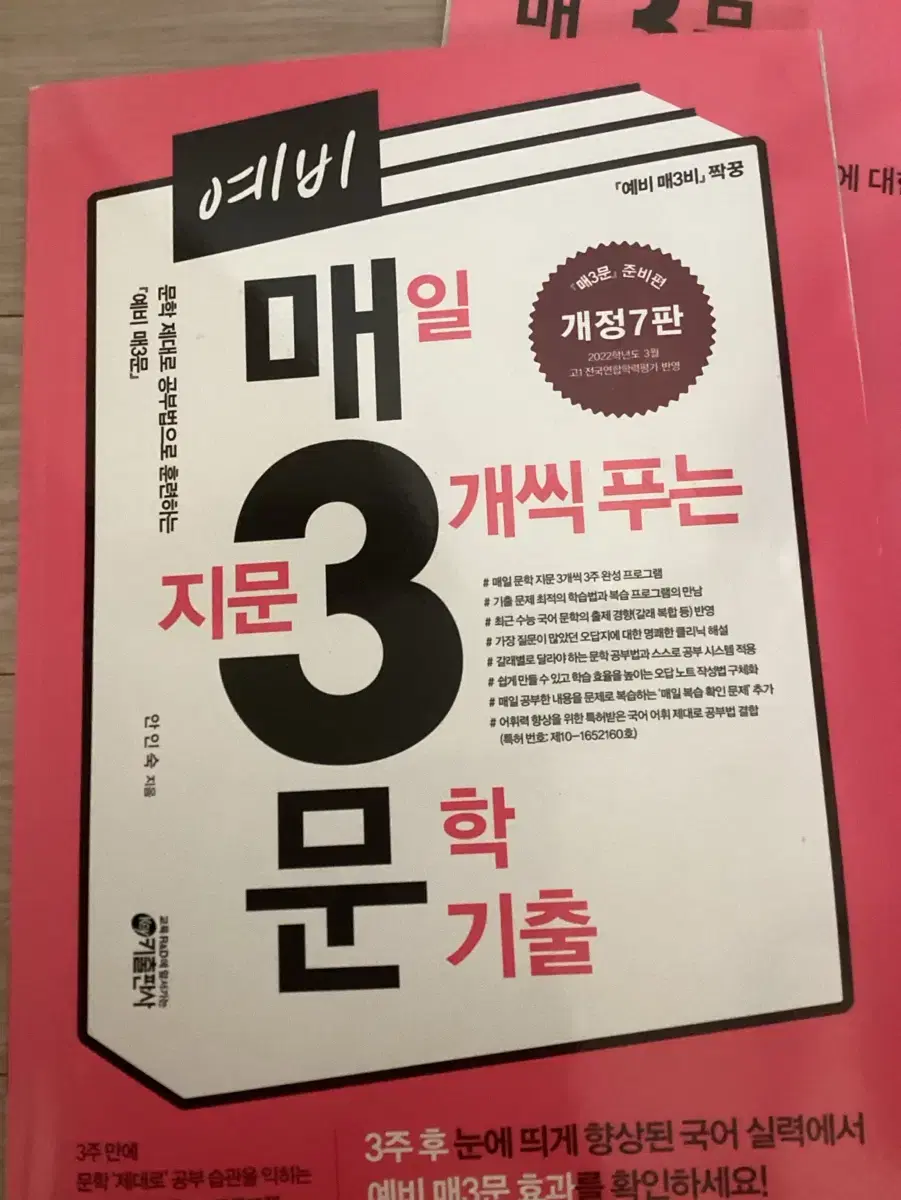 매3문
에 대한
예비
「예비 매3비」 짝꿍
문학 제대로 공부법으로 훈련하는
「예비 매3문」
매일
3개씩 푸는
지문
문학
기출
『매3문』 준비편
개정7판
2022학년도 3월
고1 전국연합학력평가 반영
# 매일 문학 지문 3개씩 3주 완성 프로그램
# 기출 문제 최적의 학습법과 복습 프로그램의 만남
# 최근 수능 국어 문학의 출제 경향(갈래 복합 등) 반영
# 가장 질문이 많았던 오답지에 대한 명쾌한 클리닉 해설
# 갈래별로 달라야 하는 문학 공부법과 스스로 공부 시스템 적용
# 쉽게 만들 수 있고 학습 효율을 높이는 오답 노트 작성법 구체화
# 매일 공부한 내용을 문제로 복습하는 '매일 복습 확인 문제' 추가
# 어휘력 향상을 위한 특허받은 국어 어휘 제대로 공부법 결합
(특허 번호: 제10-1652160호)
안인숙 지음
교육 R&D에 앞서가는
Key 키출판사
3주 만에
문학 '제대로' 공부 습관을 익히는
3주 후 눈에 띄게 향상된 국어 실력에서
예비 매3문 효과를 확인하세요!